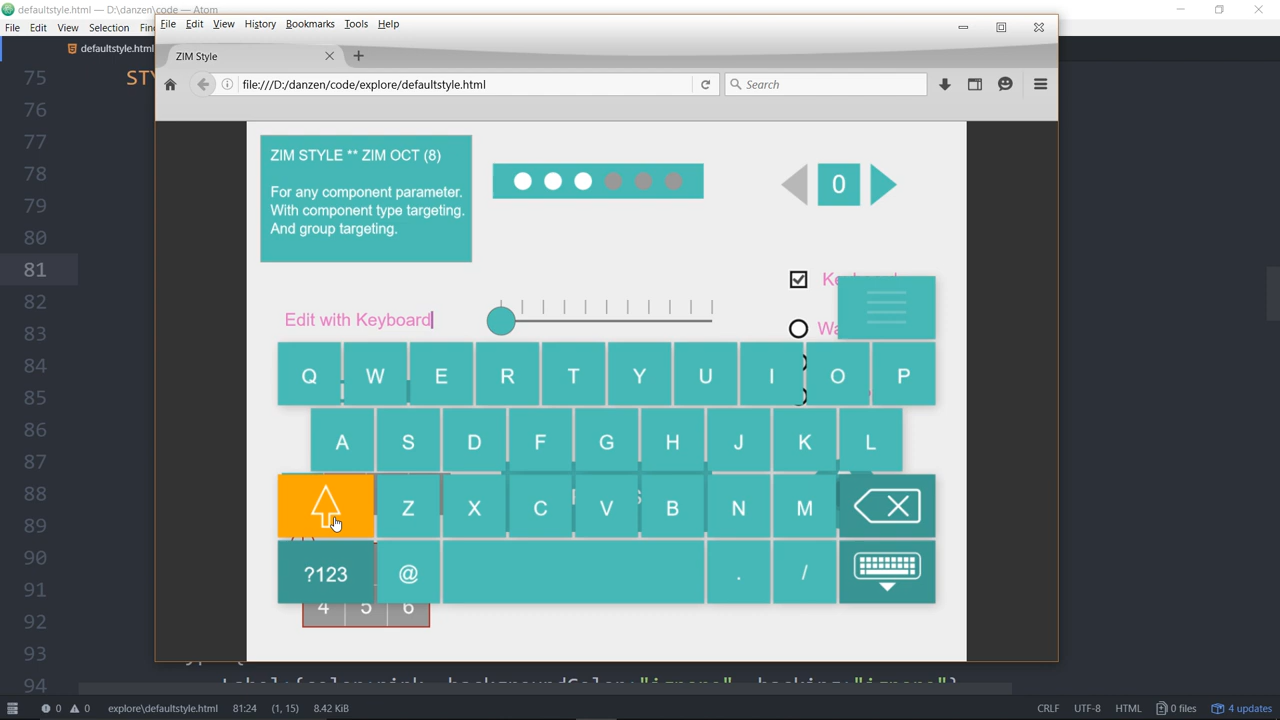 defaultstyle.html — D:\danzen\code — Atom
File Edit View Selection Fin
File Edit View History Bookmarks Tools Help
defaultstyle.html
ZIM Style
file:///D:/danzen/code/explore/defaultstyle.html
Search
75 STY
76
77
78
79
80
81
82
83
84
85
86
87
88
89
90
91
92
93
94
ZIM STYLE ** ZIM OCT (8)
For any component parameter.
With component type targeting.
And group targeting.
0
Edit with Keyboard
Q W E R T Y U I O P
A S D F G H J K L
Z X C V B N M
?123 @ . /
4 5 6
0 0 explore\defaultstyle.html 81:24 (1, 15) 8.42 KiB CRLF UTF-8 HTML 0 files 4 updates